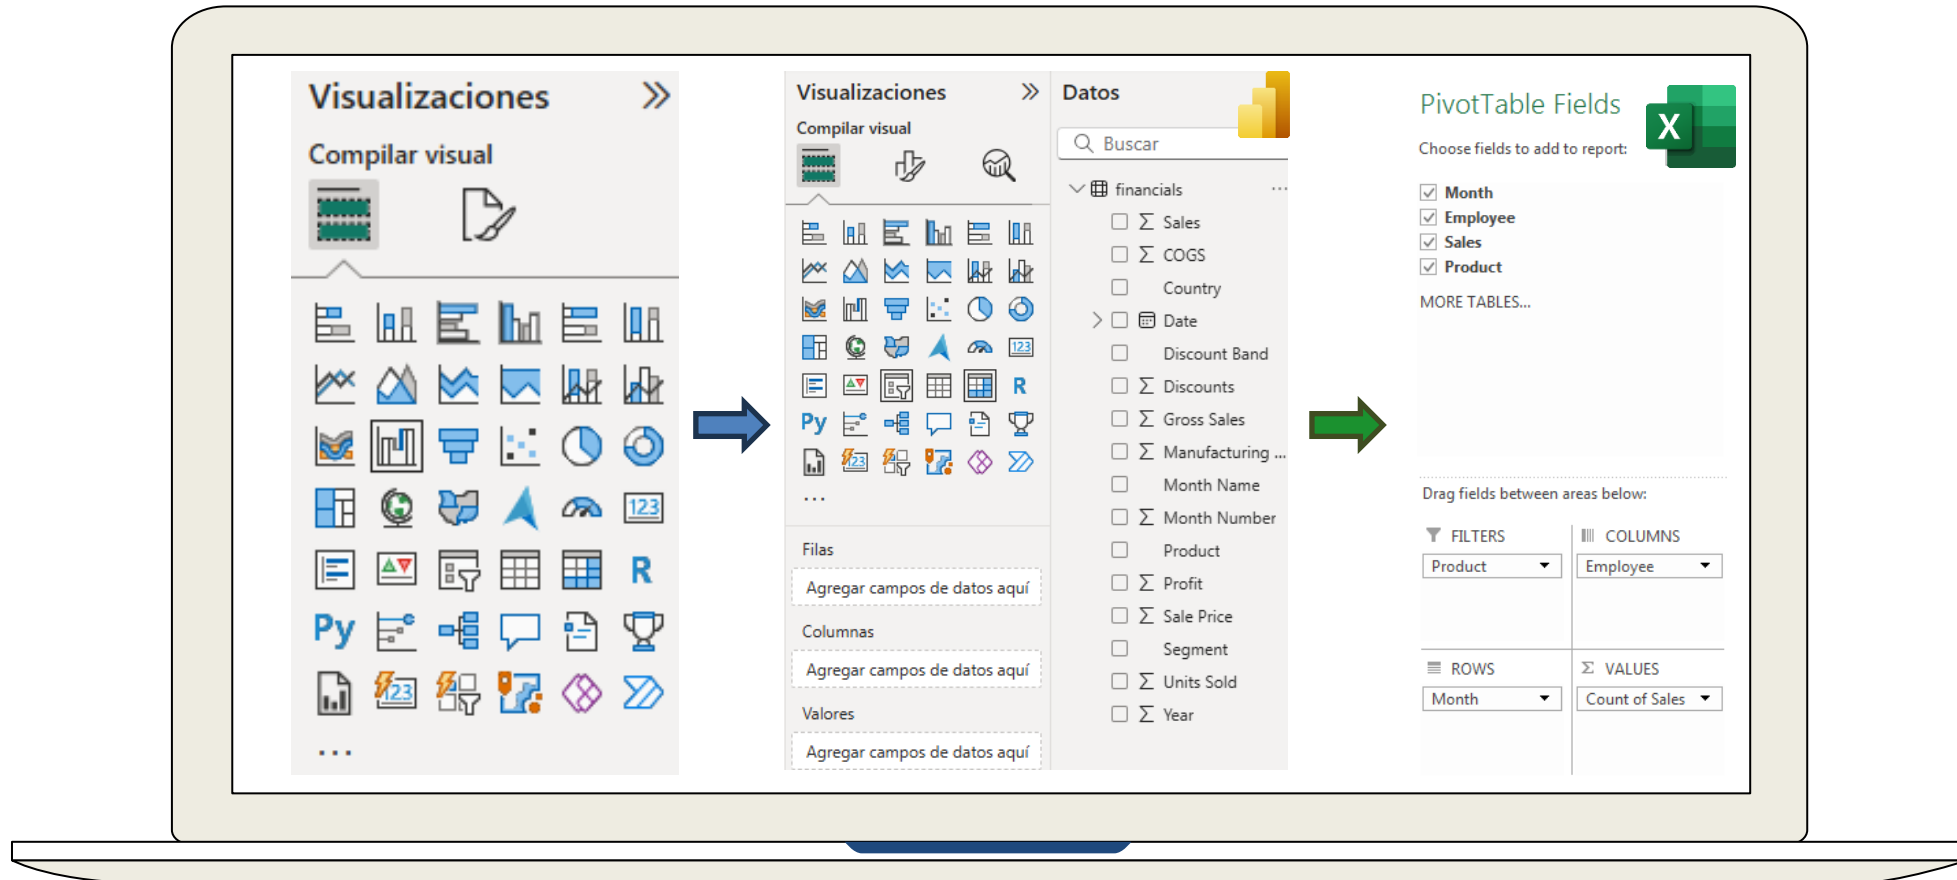 Visualizaciones
Compilar visual
123
R
Py
123
...
Visualizaciones
Compilar visual
123
R
Py
123
...
Filas
Agregar campos de datos aquí
Columnas
Agregar campos de datos aquí
Valores
Agregar campos de datos aquí
Datos
Buscar
financials
...
Σ Sales
Σ COGS
Country
Date
Discount Band
Σ Discounts
Σ Gross Sales
Σ Manufacturing ...
Month Name
Σ Month Number
Product
Σ Profit
Σ Sale Price
Segment
Σ Units Sold
Σ Year
PivotTable Fields
X
Choose fields to add to report:
Month
Employee
Sales
Product
MORE TABLES...
Drag fields between areas below:
FILTERS
Product
COLUMNS
Employee
ROWS
Month
Σ VALUES
Count of Sales